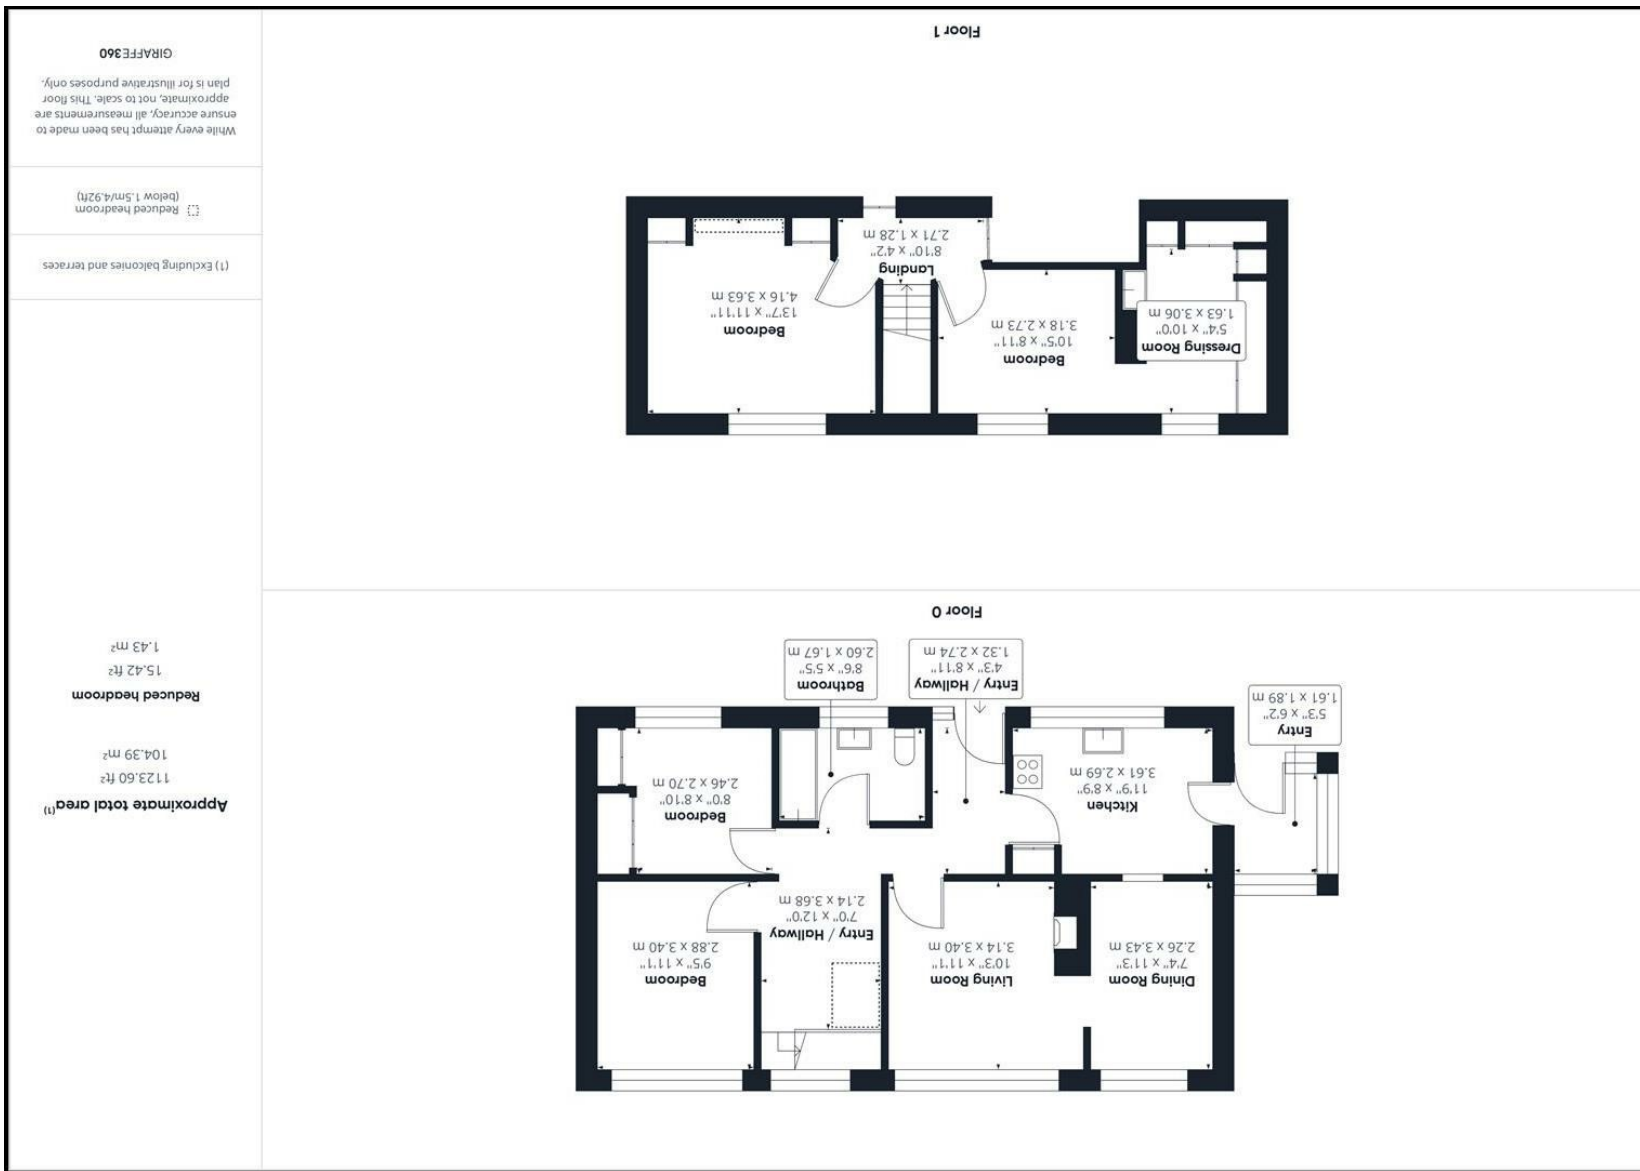 Dining Room
7'4" x 11'3"
2.26 x 3.43 m
Living Room
10'3" x 11'1"
3.14 x 3.40 m
Bedroom
9'5" x 11'1"
2.88 x 3.40 m
Entry / Hallway
7'0" x 12'0"
2.14 x 3.68 m
Kitchen
11'9" x 8'9"
3.61 x 2.69 m
Bedroom
8'0" x 8'10"
2.46 x 2.70 m
Entry
5'3" x 6'2"
1.61 x 1.89 m
Entry / Hallway
4'3" x 8'11"
1.32 x 2.74 m
Bathroom
8'6" x 5'5"
2.60 x 1.67 m
Floor 0
Bedroom
10'5" x 8'11"
3.18 x 2.73 m
Dressing Room
5'4" x 10'0"
1.63 x 3.06 m
Bedroom
13'7" x 11'11"
4.16 x 3.63 m
Landing
8'10" x 4'2"
2.71 x 1.28 m
Floor 1
Approximate total area(1)
1123.60 ft²
104.39 m²
Reduced headroom
15.42 ft²
1.43 m²
(1) Excluding balconies and terraces
Reduced headroom
(below 1.5m/4.92ft)
While every attempt has been made to
ensure accuracy, all measurements are
approximate, not to scale. This floor
plan is for illustrative purposes only.
GIRAFFE360